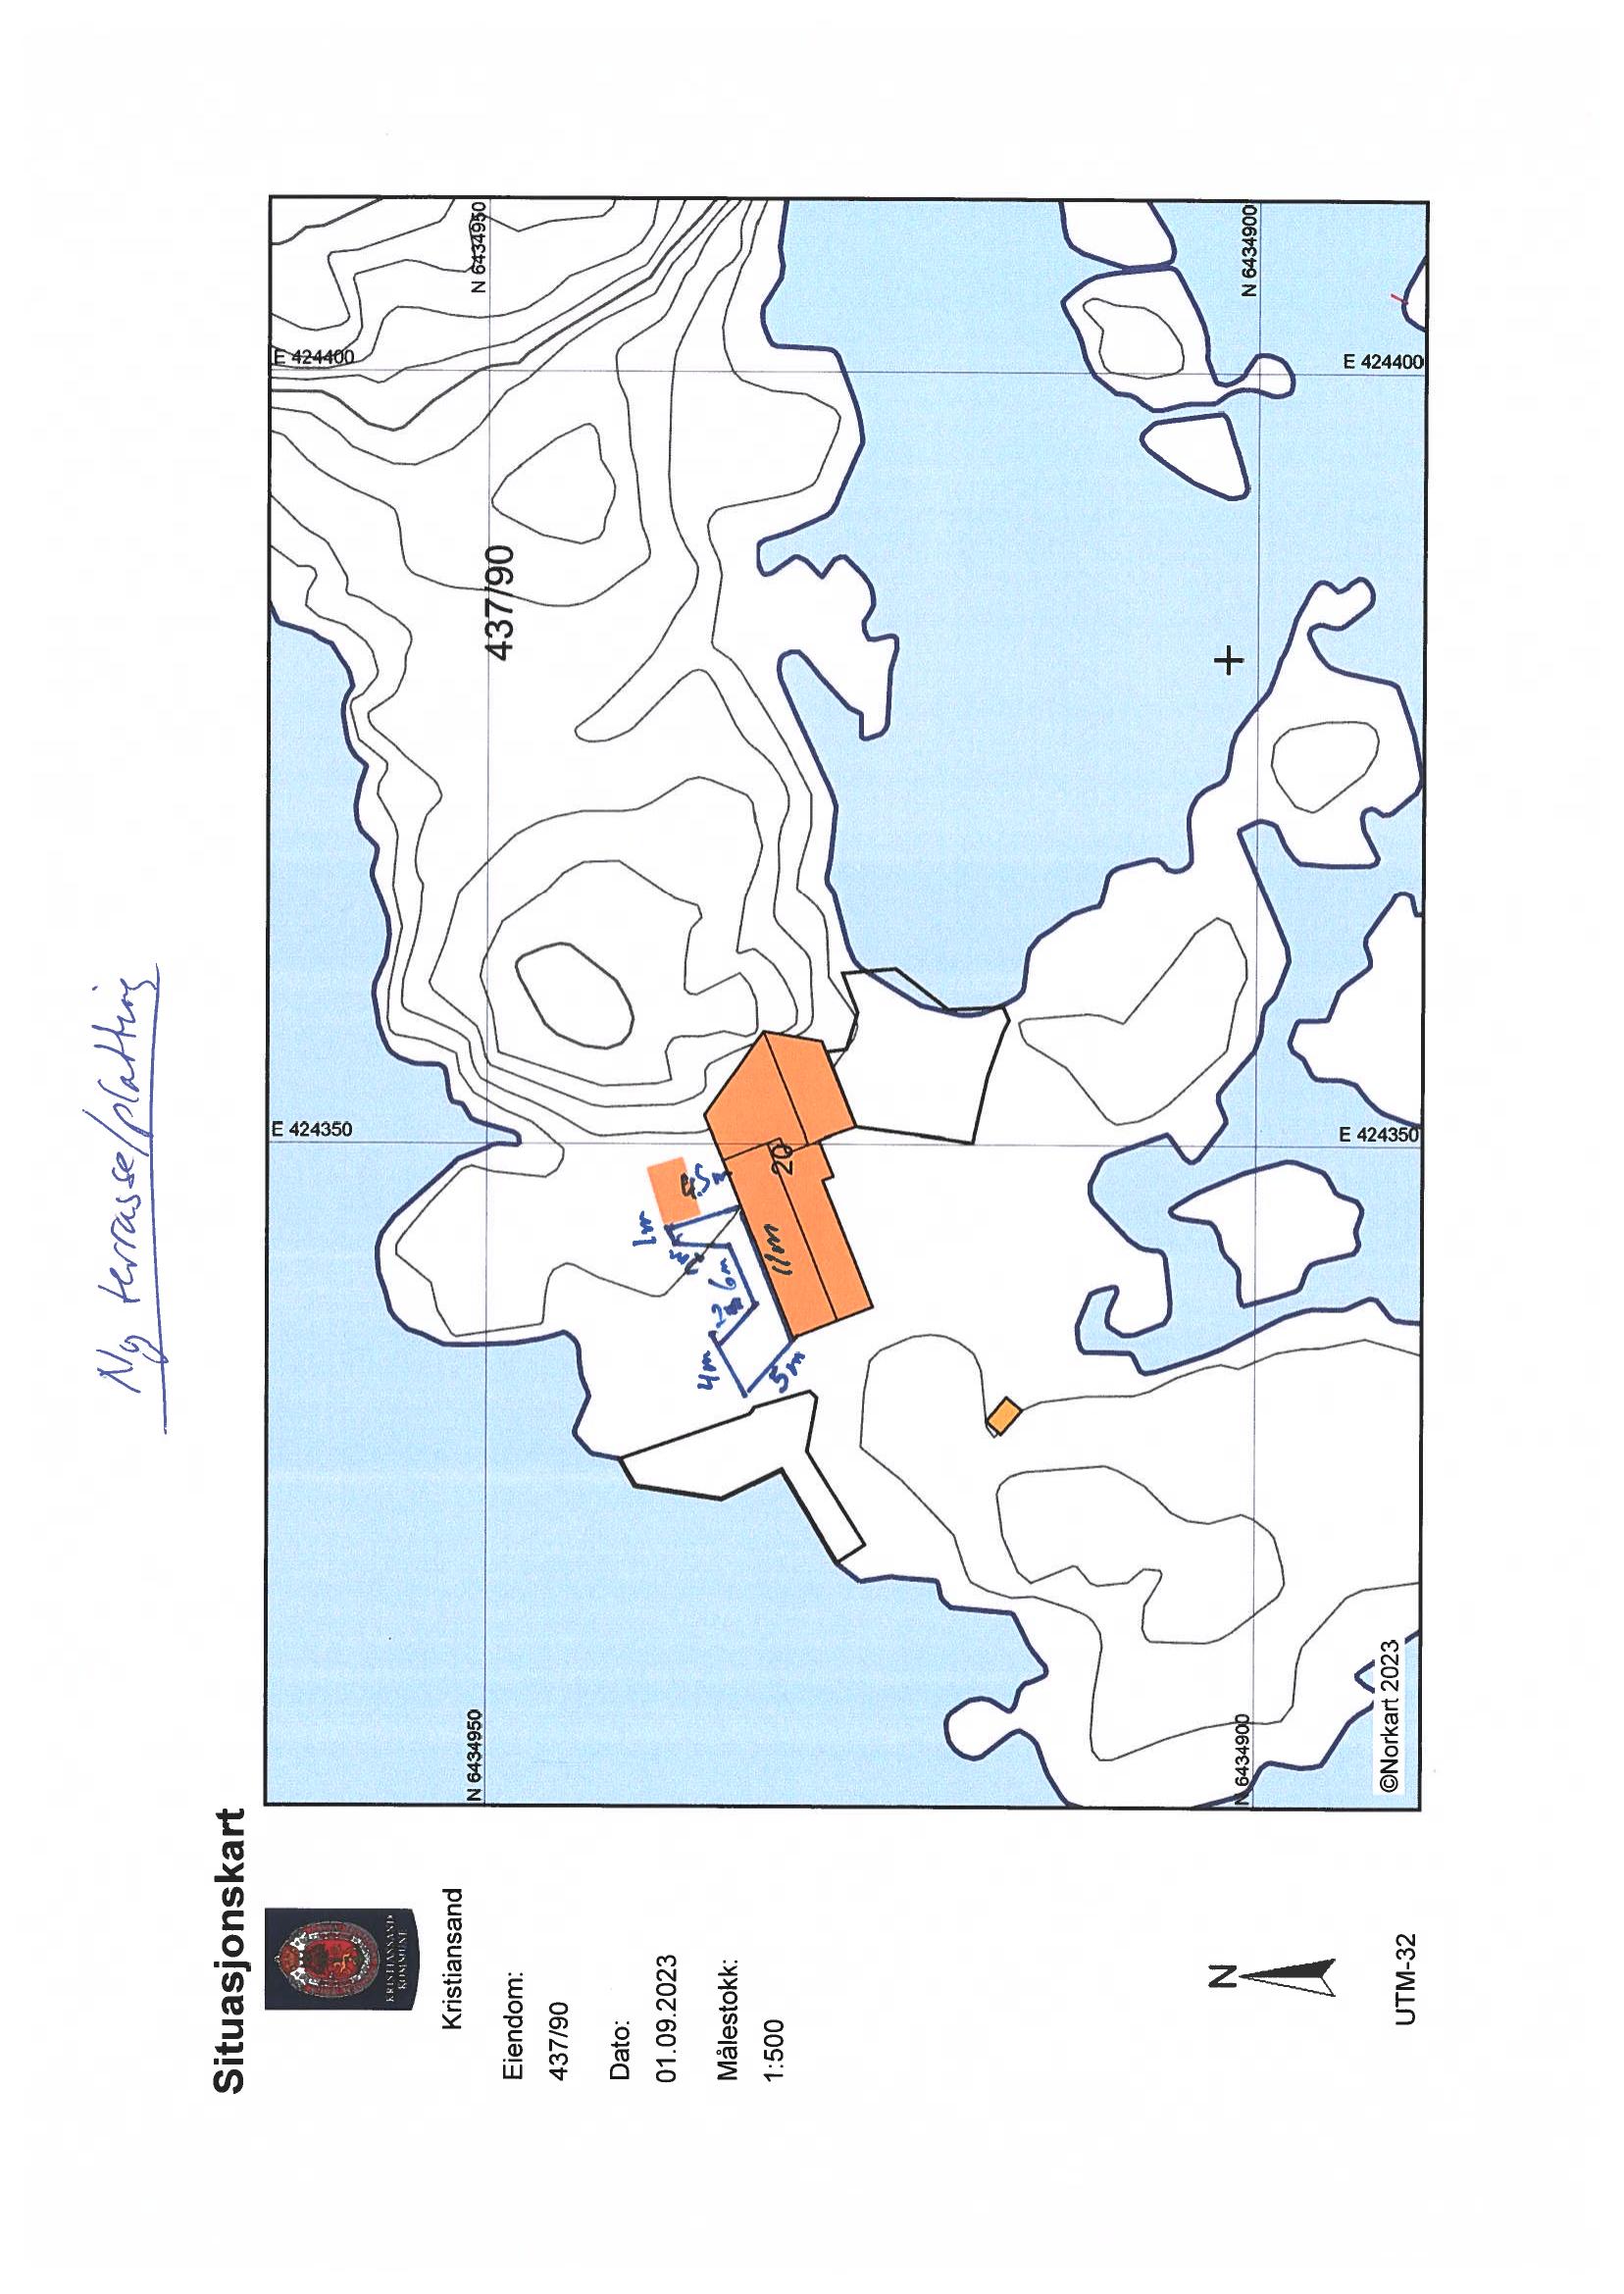 Ny terrasse/platting
Situasjonskart
KRISTIANSAND
KOMMUNE
Kristiansand
Eiendom:
437/90
Dato:
01.09.2023
Målestokk:
1:500
N
UTM-32
N 6434950
N 6434950
E 424400
E 424400
N 6434900
N 6434900
E 424350
E 424350
437/90
20
11m
4.5m
1m
6m
4m
5m
©Norkart 2023